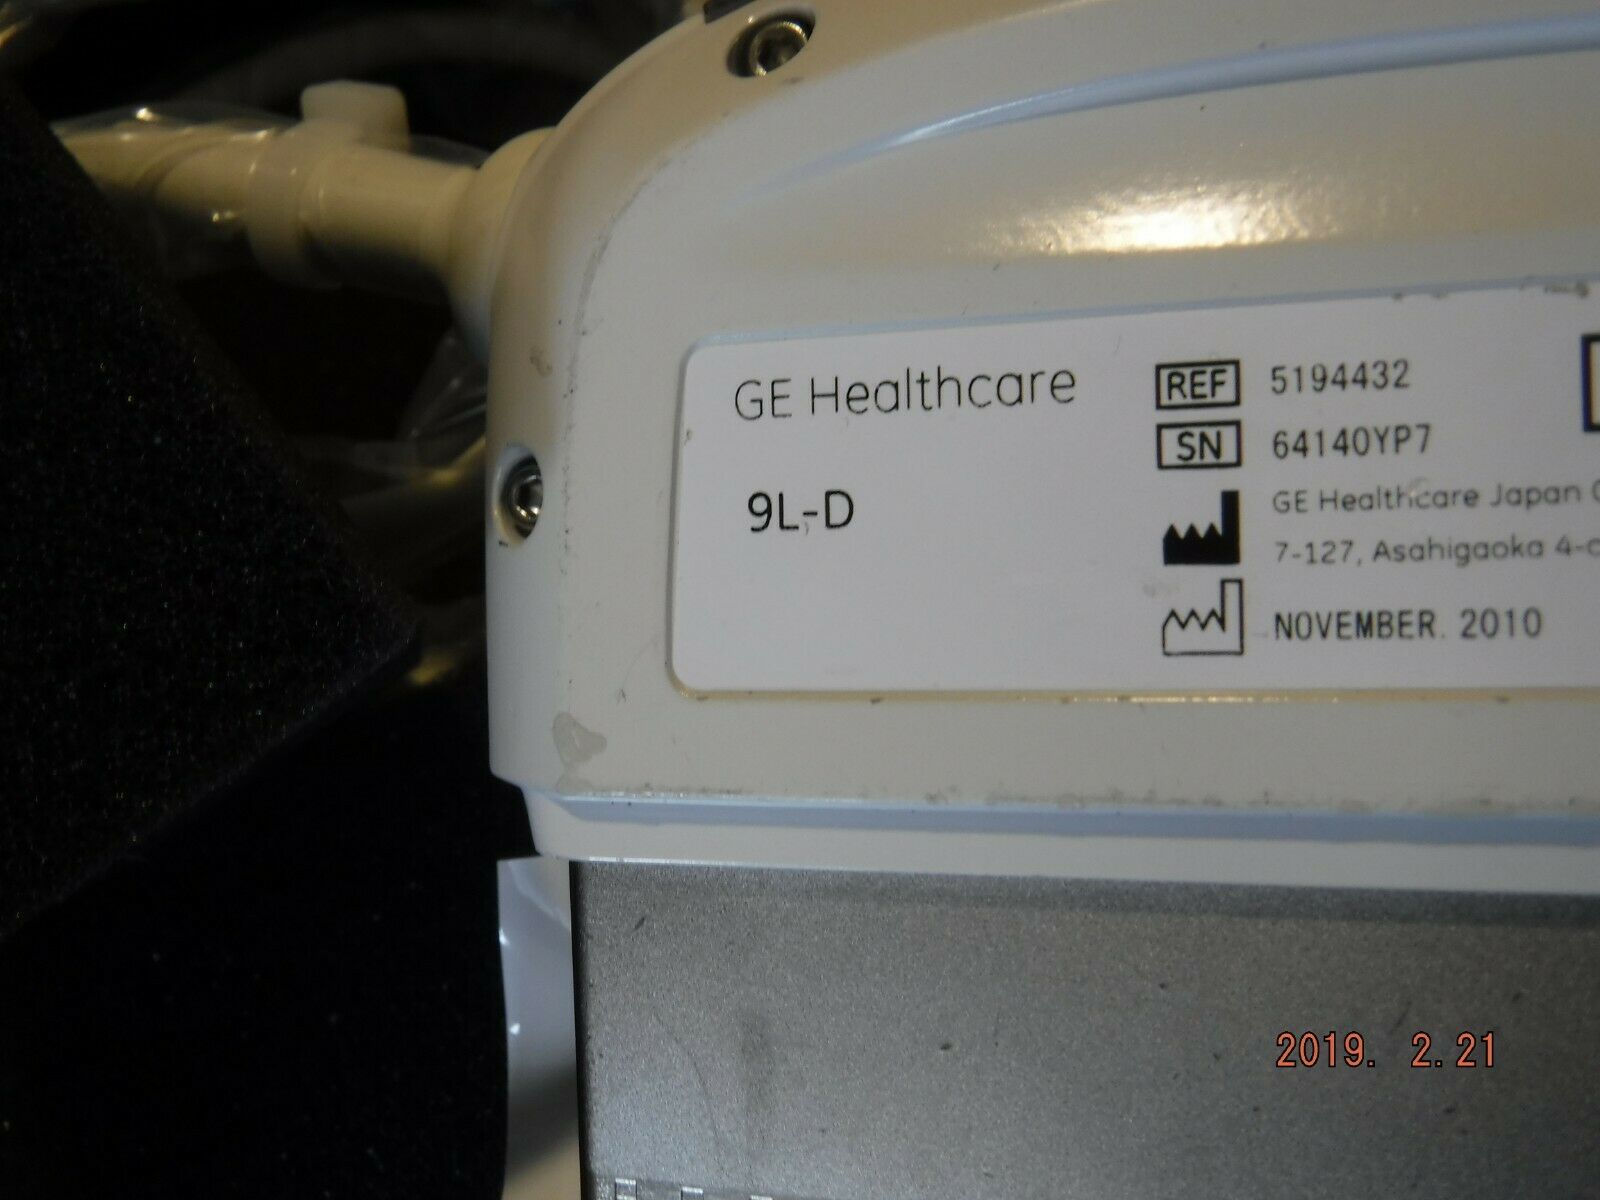 GE Healthcare
9L-D
REF 5194432
SN 64140YP7
GE Healthcare Japan
7-127, Asahigaoka
NOVEMBER. 2010
2019. 2.21